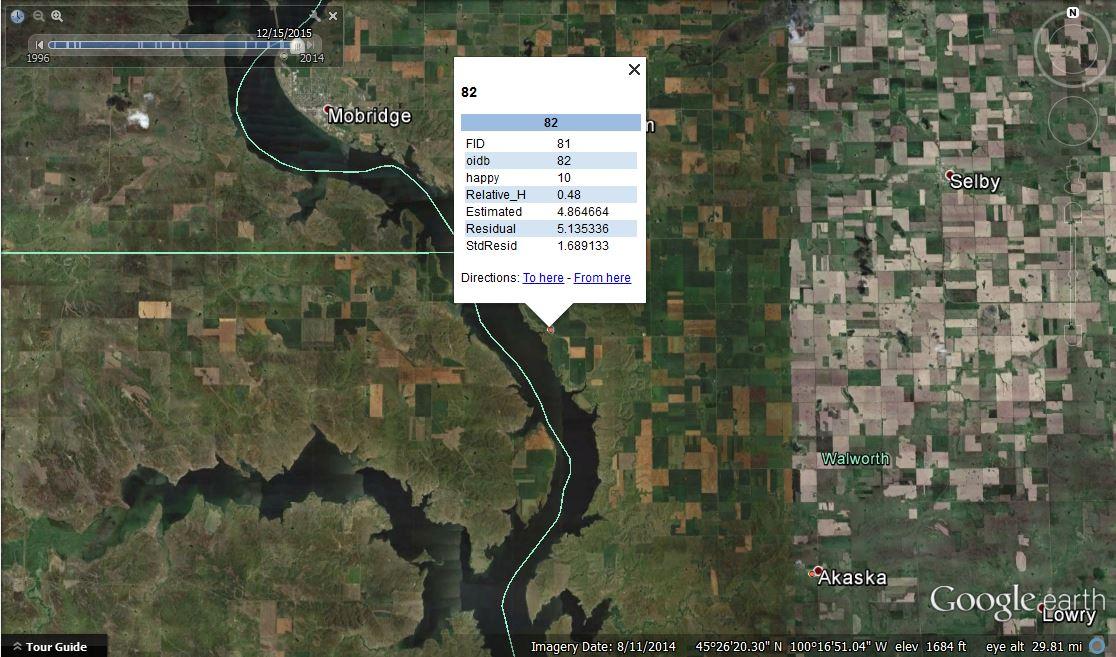 12/15/2015
1996
2014
N
Mobridge
82
82
FID 81
oidb 82
happy 10
Relative_H 0.48
Estimated 4.864664
Residual 5.135336
StdResid 1.689133
Directions: To here - From here
Selby
Walworth
Akaska
Google earth
Lowry
Tour Guide
Imagery Date: 8/11/2014 45°26'20.30" N 100°16'51.04" W elev 1684 ft eye alt 29.81 mi